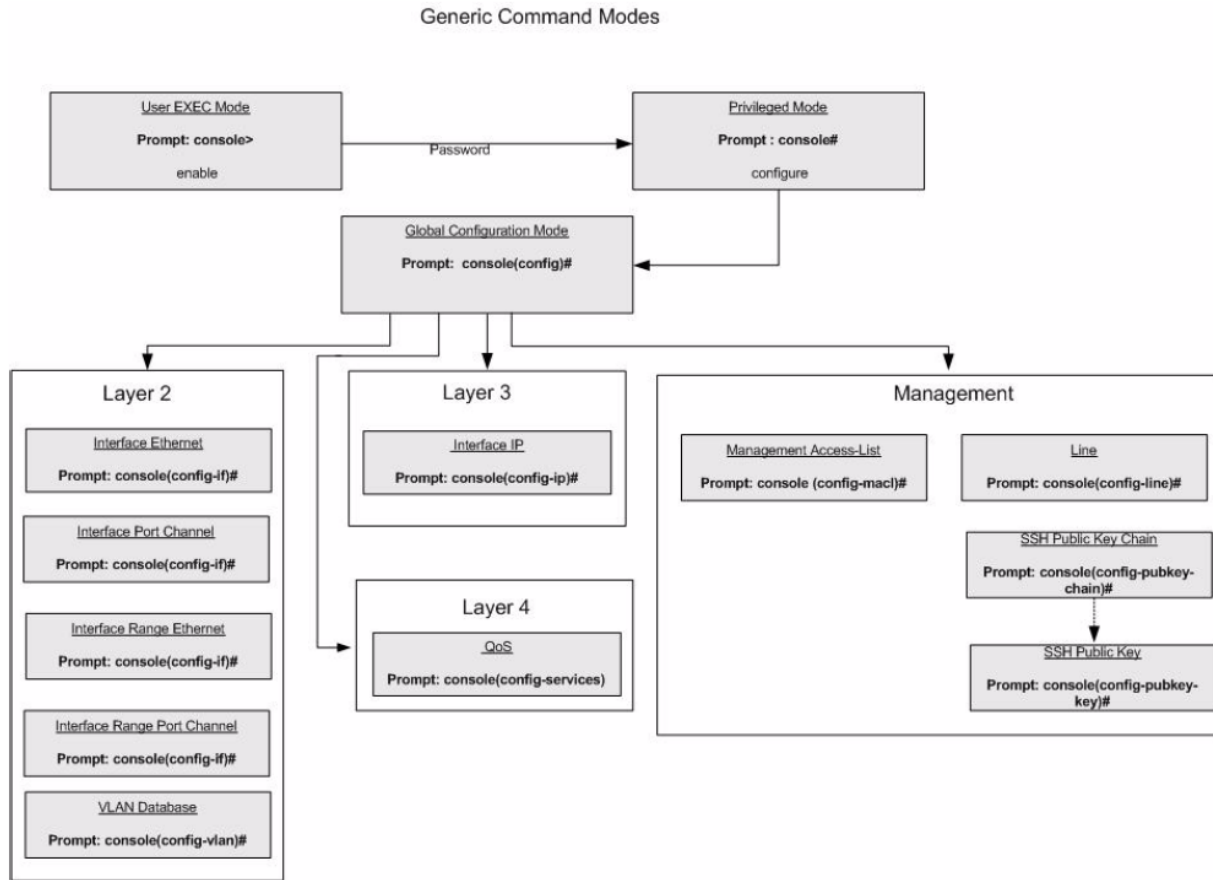 Generic Command Modes
User EXEC Mode
Prompt: console>
enable
Password
Privileged Mode
Prompt : console#
configure
Global Configuration Mode
Prompt: console(config)#
Layer 2
Interface Ethernet
Prompt: console(config-if)#
Interface Port Channel
Prompt: console(config-if)#
Interface Range Ethernet
Prompt: console(config-if)#
Interface Range Port Channel
Prompt: console(config-if)#
VLAN Database
Prompt: console(config-vlan)#
Layer 3
Interface IP
Prompt: console(config-ip)#
Layer 4
QoS
Prompt: console(config-services)
Management
Management Access-List
Prompt: console (config-macl)#
Line
Prompt: console(config-line)#
SSH Public Key Chain
Prompt: console(config-pubkey-
chain)#
SSH Public Key
Prompt: console(config-pubkey-
key)#